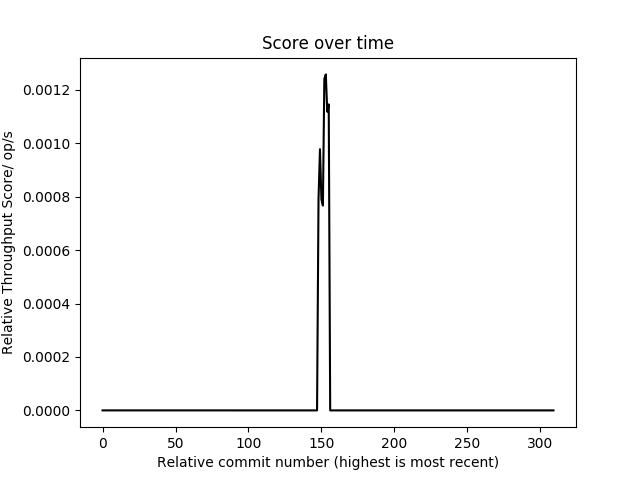 Score over time
Relative Throughput Score/ op/s
0.0012
0.0010
0.0008
0.0006
0.0004
0.0002
0.0000
0 50 100 150 200 250 300
Relative commit number (highest is most recent)